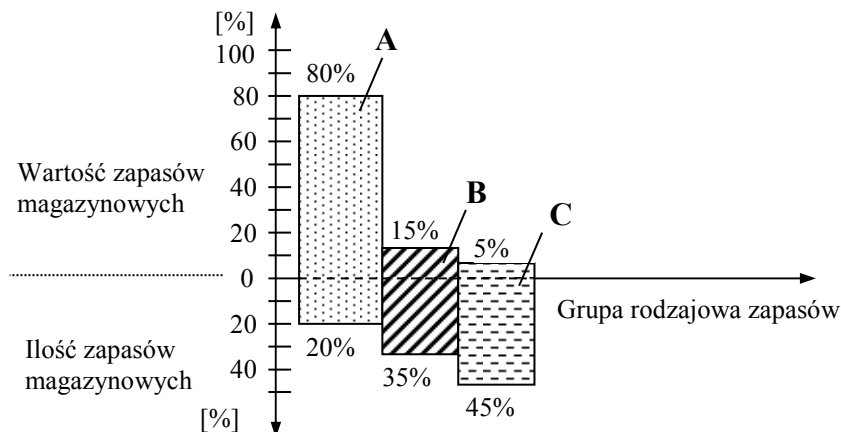 [%]
A
100
80%
80
60
Wartość zapasów
magazynowych
40
B
C
20
15%
5%
0
Grupa rodzajowa zapasów
20
Ilość zapasów
magazynowych
20%
35%
40
45%
[%]